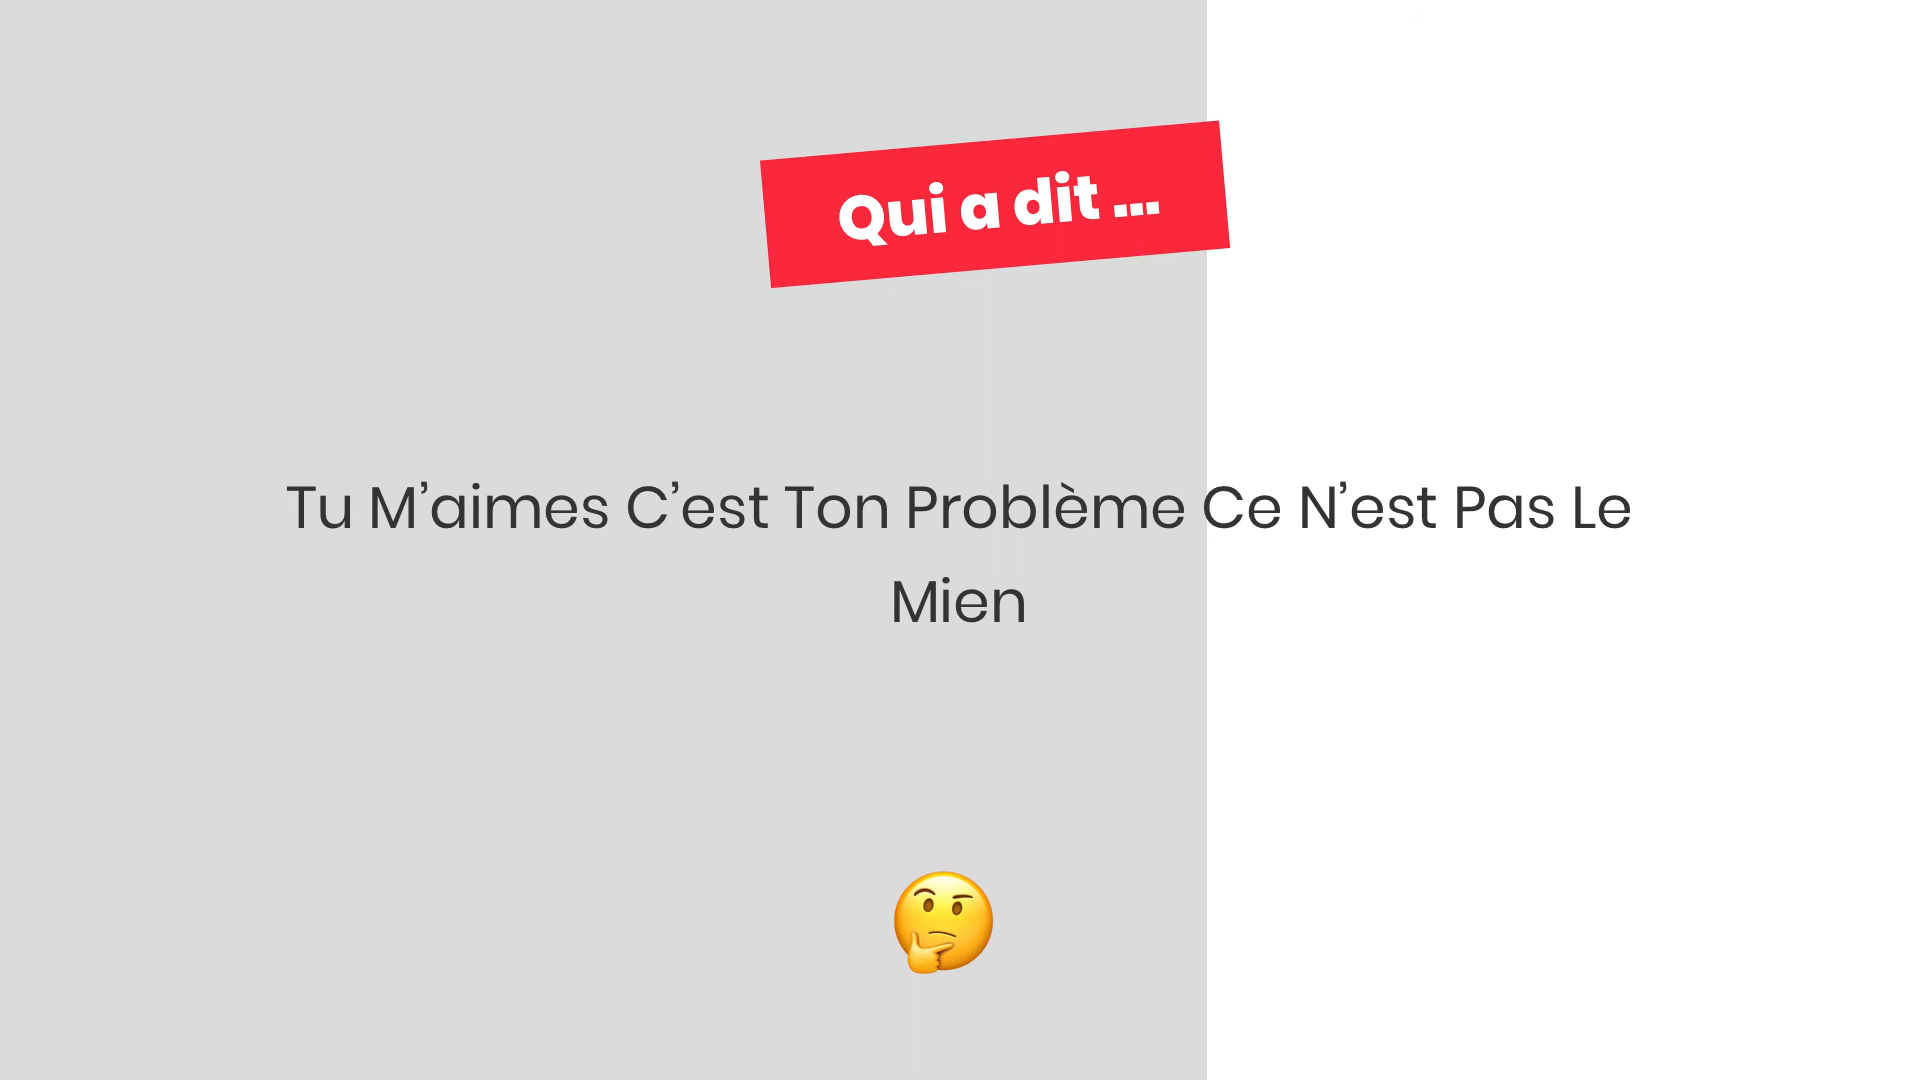 Qui a dit ...
Tu M’aimes C’est Ton Problème Ce N’est Pas Le
Mien